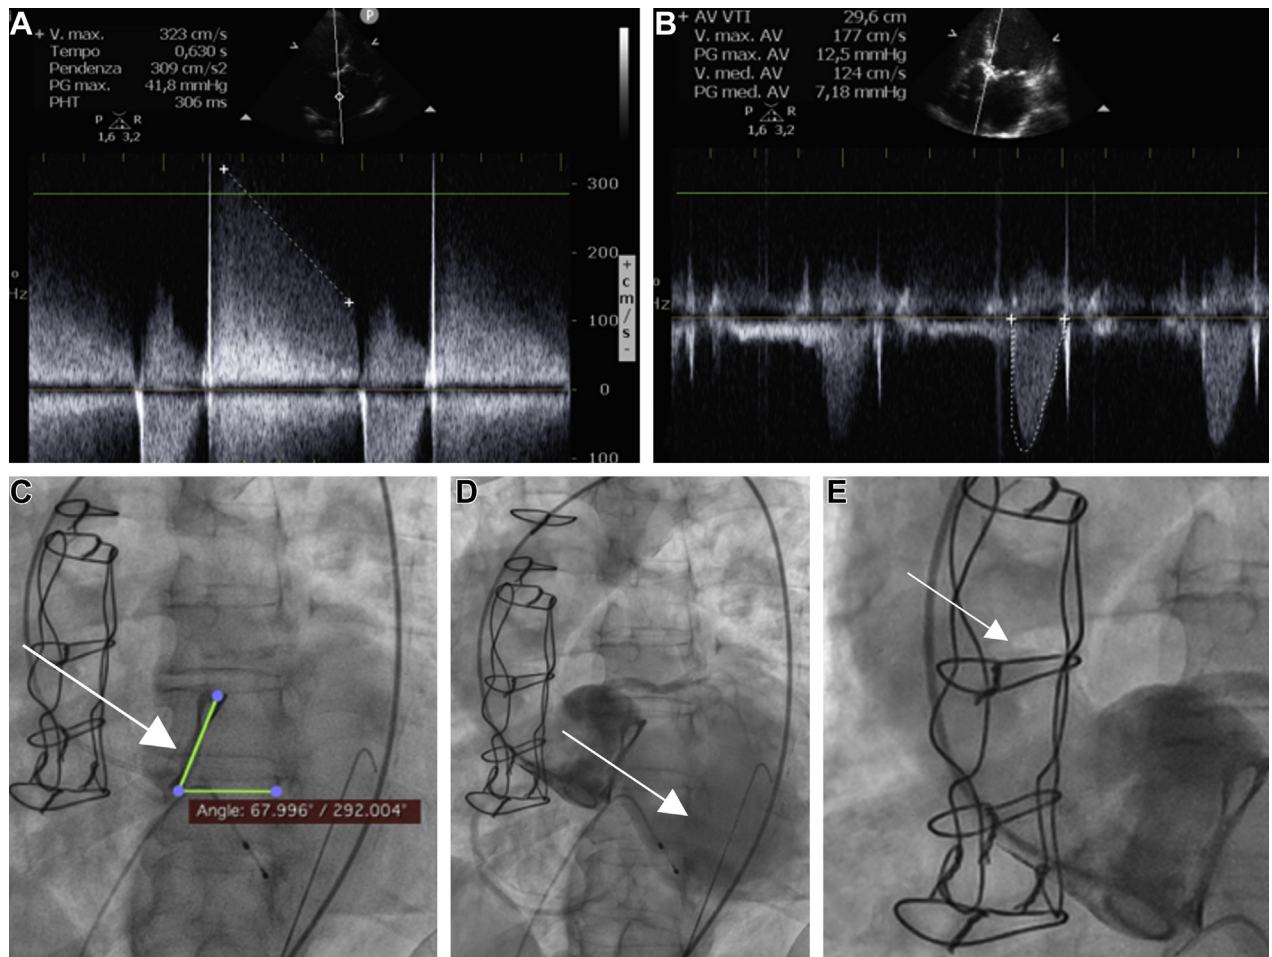 A
+ V. max. 323 cm/s
Tempo 0,630 s
Pendenza 309 cm/s2
PG max. 41,8 mmHg
PHT 306 ms
P
P R
1,6 3,2
300
200
100
0
100
+
c
m
/
s
-
Hz
B
+ AV VTI 29,6 cm
V. max. AV 177 cm/s
PG max. AV 12,5 mmHg
V. med. AV 124 cm/s
PG med. AV 7,18 mmHg
P R
1,6 3,2
Hz
C
Angle: 67.996° / 292.004°
D
E